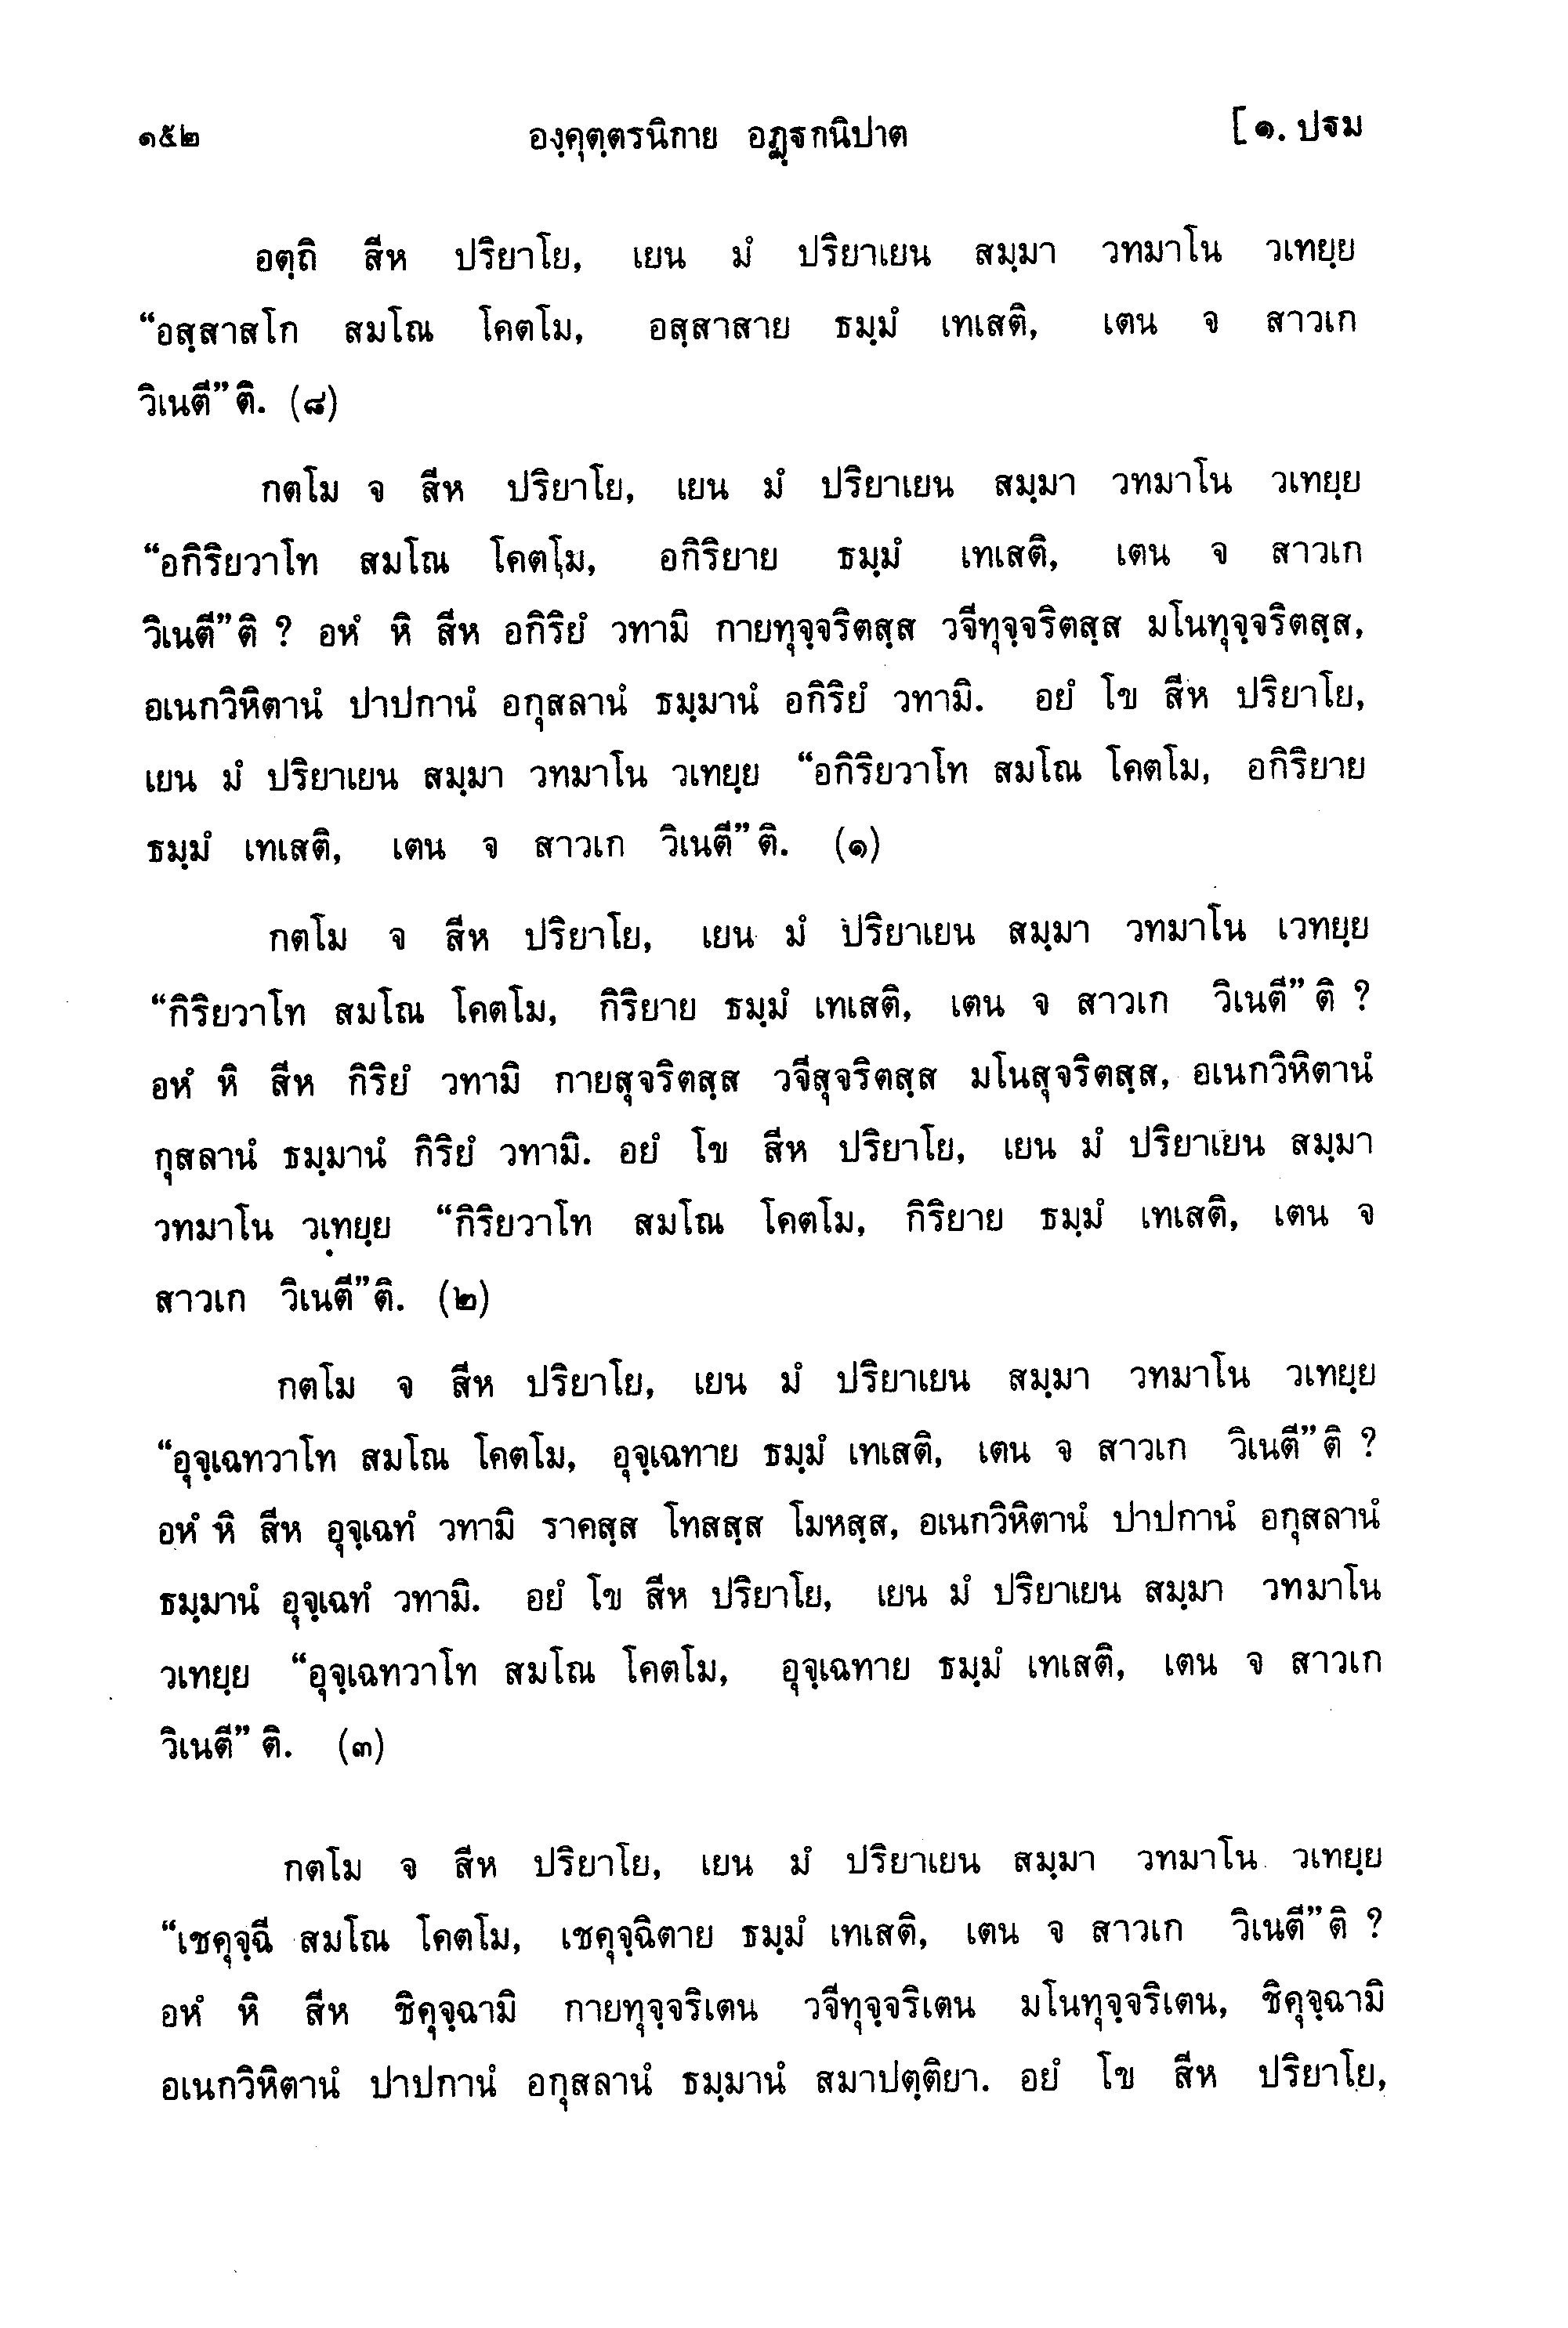 ๑๕๒ องฺคุตฺตรนิกาย อฏฺฐกนิปาต [ ๑. ปฐม
อตฺถิ สีห ปริยาโย, เยน มํ ปริยาเยน สมฺมา วทมาโน วเทยฺย
“อสฺสาสโก สมโณ โคตโม, อสฺสาสาย ธมฺมํ เทเสติ, เตน จ สาวเก
วิเนตี” ติ. (๘)
กตโม จ สีห ปริยาโย, เยน มํ ปริยาเยน สมฺมา วทมาโน วเทยฺย
“อกิริยวาโท สมโณ โคตโม, อกิริยาย ธมฺมํ เทเสติ, เตน จ สาวเก
วิเนตี” ติ ? อหํ หิ สีห อกิริยํ วทามิ กายทุจฺจริตสฺส วจีทุจฺจริตสฺส มโนทุจฺจริตสฺส,
อเนกวิหิตานํ ปาปกานํ อกุสลานํ ธมฺมานํ อกิริยํ วทามิ. อยํ โข สีห ปริยาโย,
เยน มํ ปริยาเยน สมฺมา วทมาโน วเทยฺย “อกิริยวาโท สมโณ โคตโม, อกิริยาย
ธมฺมํ เทเสติ, เตน จ สาวเก วิเนตี” ติ. (๑)
กตโม จ สีห ปริยาโย, เยน มํ ปริยาเยน สมฺมา วทมาโน เวทยฺย
“กิริยวาโท สมโณ โคตโม, กิริยาย ธมฺมํ เทเสติ, เตน จ สาวเก วิเนตี” ติ ?
อหํ หิ สีห กิริยํ วทามิ กายสุจริตสฺส วจีสุจริตสฺส มโนสุจริตสฺส, อเนกวิหิตานํ
กุสลานํ ธมฺมานํ กิริยํ วทามิ. อยํ โข สีห ปริยาโย, เยน มํ ปริยาเยน สมฺมา
วทมาโน วเทยฺย “กิริยวาโท สมโณ โคตโม, กิริยาย ธมฺมํ เทเสติ, เตน จ
สาวเก วิเนตี” ติ. (๒)
กตโม จ สีห ปริยาโย, เยน มํ ปริยาเยน สมฺมา วทมาโน วเทยฺย
“อุจฺเฉทวาโท สมโณ โคตโม, อุจฺเฉทาย ธมฺมํ เทเสติ, เตน จ สาวเก วิเนตี” ติ ?
อหํ หิ สีห อุจฺเฉทํ วทามิ ราคสฺส โทสสฺส โมหสฺส, อเนกวิหิตานํ ปาปกานํ อกุสลานํ
ธมฺมานํ อุจฺเฉทํ วทามิ. อยํ โข สีห ปริยาโย, เยน มํ ปริยาเยน สมฺมา วทมาโน
วเทยฺย “อุจฺเฉทวาโท สมโณ โคตโม, อุจฺเฉทาย ธมฺมํ เทเสติ, เตน จ สาวเก
วิเนตี” ติ. (๓)
กตโม จ สีห ปริยาโย, เยน มํ ปริยาเยน สมฺมา วทมาโน วเทยฺย
“เชคุจฺฉี สมโณ โคตโม, เชคุจฺฉิตาย ธมฺมํ เทเสติ, เตน จ สาวเก วิเนตี” ติ ?
อหํ หิ สีห ชิคุจฺฉามิ กายทุจฺจริเตน วจีทุจฺจริเตน มโนทุจฺจริเตน, ชิคุจฺฉามิ
อเนกวิหิตานํ ปาปกานํ อกุสลานํ ธมฺมานํ สมาปตฺติยา. อยํ โข สีห ปริยาโย,